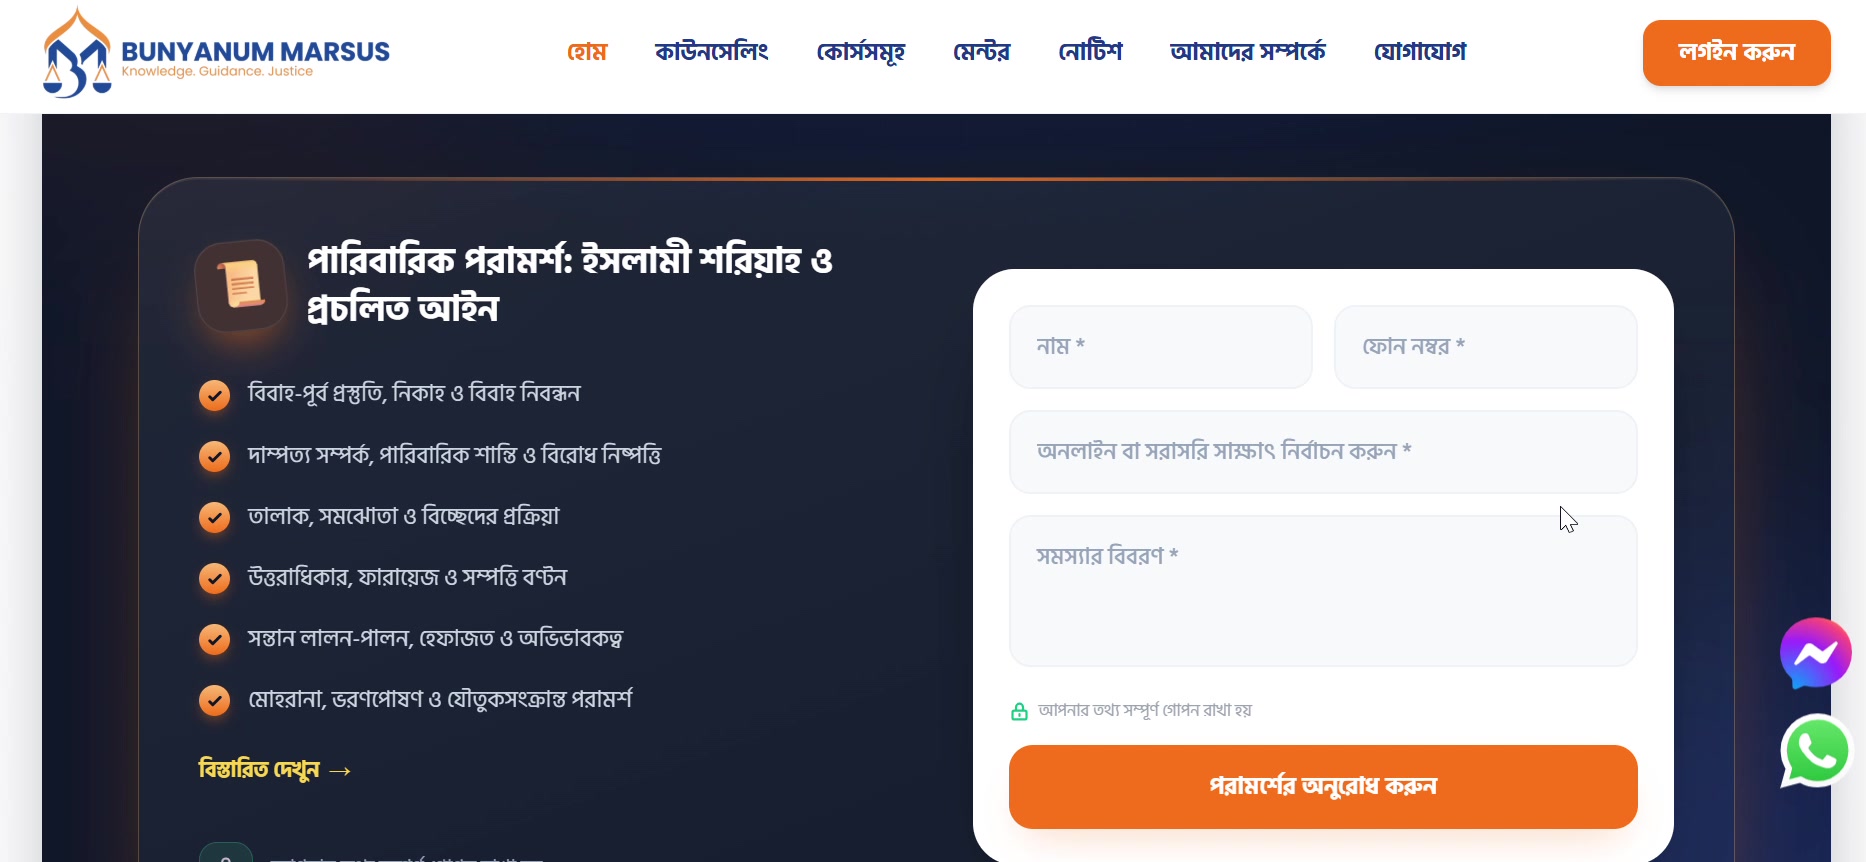 BUNYANUM MARSUS
Knowledge. Guidance. Justice
হোম
কাউনসেলিং
কোর্সসমূহ
মেন্টর
নোটিশ
আমাদের সম্পর্কে
যোগাযোগ
লগইন করুন
পারিবারিক পরামর্শ: ইসলামী শরিয়াহ ও
প্রচলিত আইন
বিবাহ-পূর্ব প্রস্তুতি, নিকাহ ও বিবাহ নিবন্ধন
দাম্পত্য সম্পর্ক, পারিবারিক শান্তি ও বিরোধ নিষ্পত্তি
তালাক, সমঝোতা ও বিচ্ছেদের প্রক্রিয়া
উত্তরাধিকার, ফারায়েজ ও সম্পত্তি বণ্টন
সন্তান লালন-পালন, হেফাজত ও অভিভাবকত্ব
মোহরানা, ভরণপোষণ ও যৌতুকসংক্রান্ত পরামর্শ
বিস্তারিত দেখুন →
নাম *
ফোন নম্বর *
অনলাইন বা সরাসরি সাক্ষাৎ নির্বাচন করুন *
সমস্যার বিবরণ *
আপনার তথ্য সম্পূর্ণ গোপন রাখা হয়
পরামর্শের অনুরোধ করুন